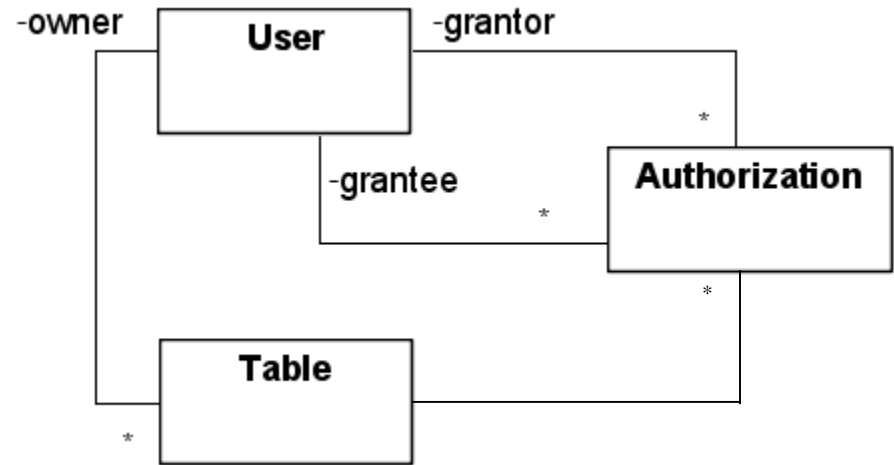 -owner
User
-grantor
*
-grantee
Authorization
*
*
Table
*